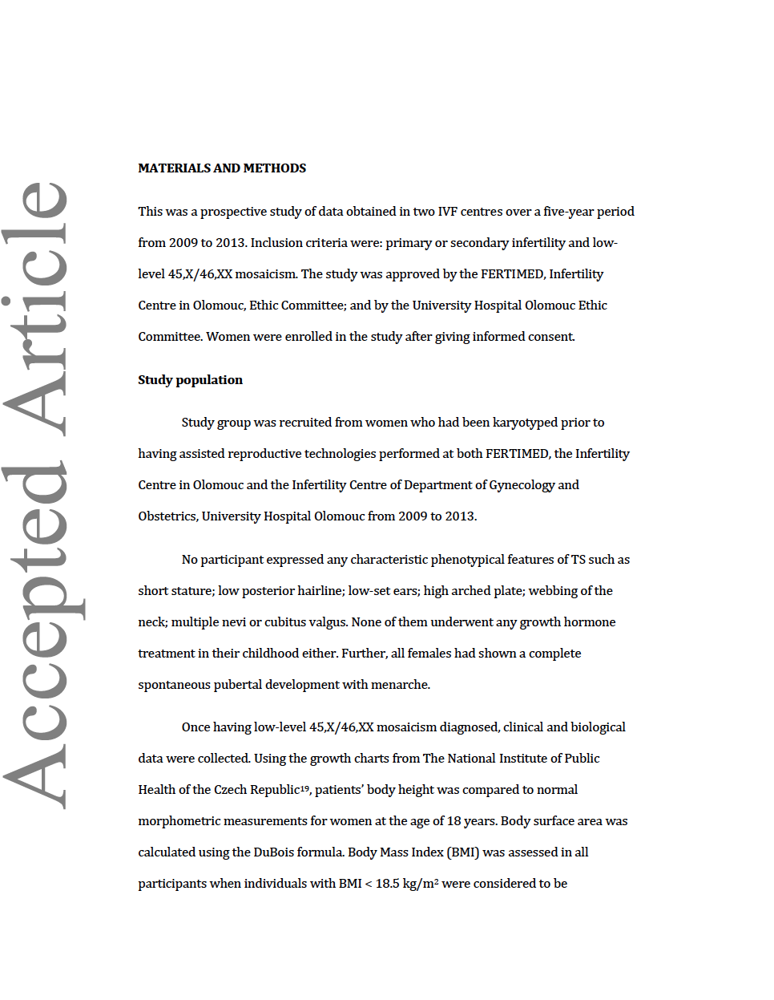 Accepted Article
MATERIALS AND METHODS
This was a prospective study of data obtained in two IVF centres over a five-year period
from 2009 to 2013. Inclusion criteria were: primary or secondary infertility and low-
level 45,X/46,XX mosaicism. The study was approved by the FERTIMED, Infertility
Centre in Olomouc, Ethic Committee; and by the University Hospital Olomouc Ethic
Committee. Women were enrolled in the study after giving informed consent.
Study population
Study group was recruited from women who had been karyotyped prior to
having assisted reproductive technologies performed at both FERTIMED, the Infertility
Centre in Olomouc and the Infertility Centre of Department of Gynecology and
Obstetrics, University Hospital Olomouc from 2009 to 2013.
No participant expressed any characteristic phenotypical features of TS such as
short stature; low posterior hairline; low-set ears; high arched plate; webbing of the
neck; multiple nevi or cubitus valgus. None of them underwent any growth hormone
treatment in their childhood either. Further, all females had shown a complete
spontaneous pubertal development with menarche.
Once having low-level 45,X/46,XX mosaicism diagnosed, clinical and biological
data were collected. Using the growth charts from The National Institute of Public
Health of the Czech Republic¹⁹, patients’ body height was compared to normal
morphometric measurements for women at the age of 18 years. Body surface area was
calculated using the DuBois formula. Body Mass Index (BMI) was assessed in all
participants when individuals with BMI < 18.5 kg/m² were considered to be